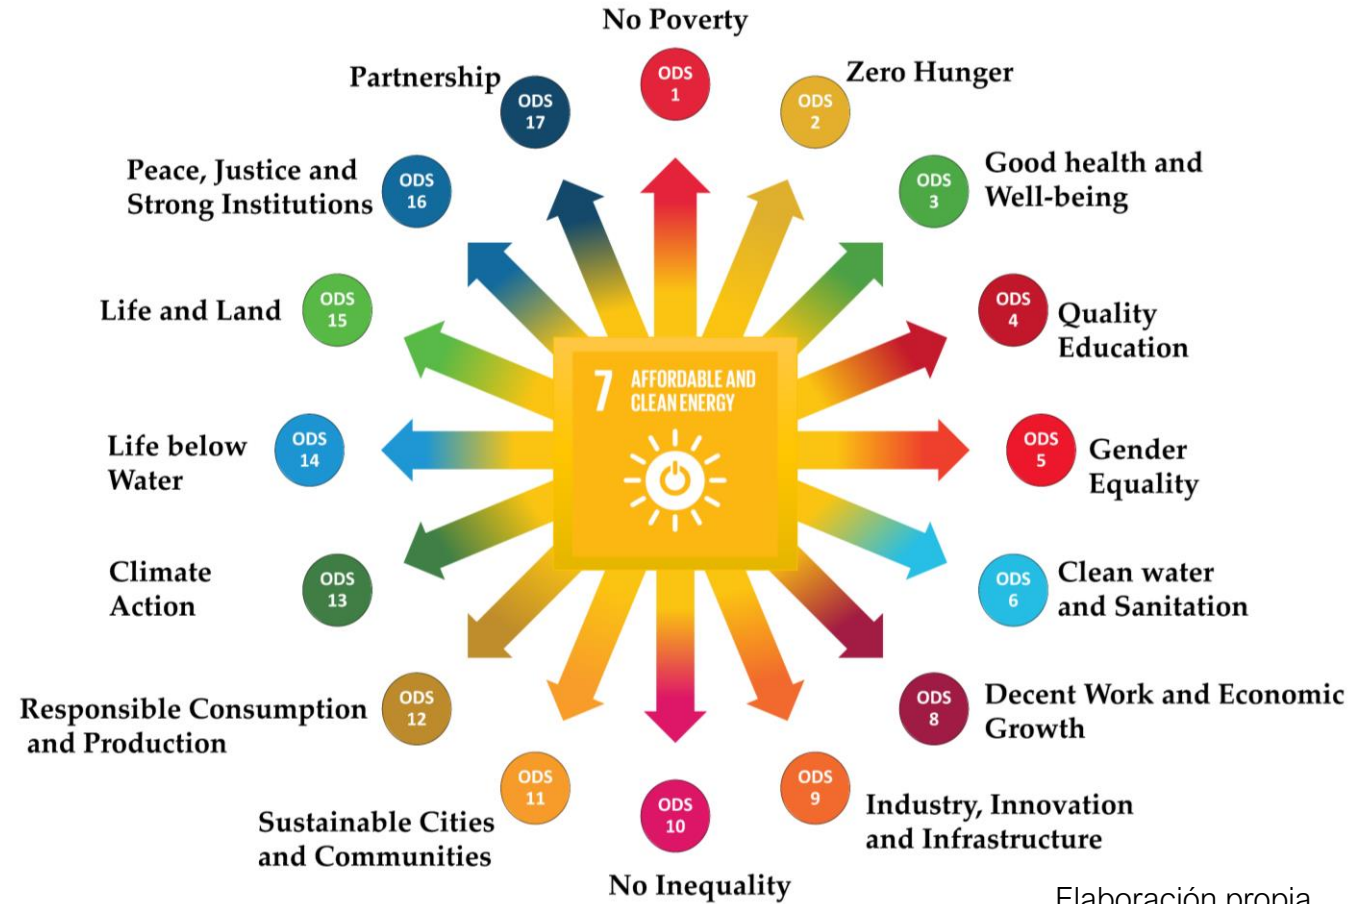 No Poverty
ODS
1
Zero Hunger
ODS
2
Good health and
Well-being
ODS
3
Quality
Education
ODS
4
Gender
Equality
ODS
5
Clean water
and Sanitation
ODS
6
Decent Work and Economic
Growth
ODS
8
Industry, Innovation
and Infrastructure
ODS
9
No Inequality
ODS
10
Sustainable Cities
and Communities
ODS
11
Responsible Consumption
and Production
ODS
12
Climate
Action
ODS
13
Life below
Water
ODS
14
Life and Land
ODS
15
Peace, Justice and
Strong Institutions
ODS
16
Partnership
ODS
17
7 AFFORDABLE AND
CLEAN ENERGY
Elaboración propia